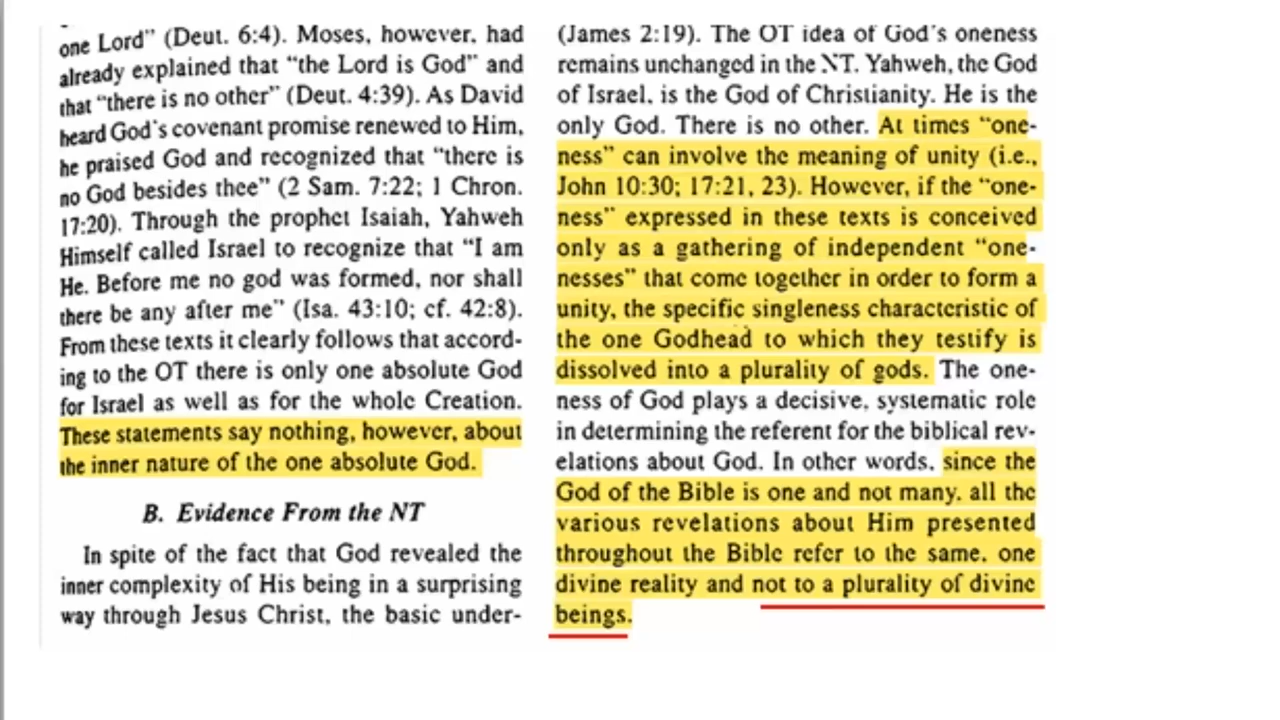 one Lord" (Deut. 6:4). Moses, however, had
already explained that "the Lord is God" and
that "there is no other" (Deut. 4:39). As David
heard God's covenant promise renewed to Him,
he praised God and recognized that "there is
no God besides thee" (2 Sam. 7:22; 1 Chron.
17:20). Through the prophet Isaiah, Yahweh
Himself called Israel to recognize that "I am
He. Before me no god was formed, nor shall
there be any after me" (Isa. 43:10; cf. 42:8).
From these texts it clearly follows that accord-
ing to the OT there is only one absolute God
for Israel as well as for the whole Creation.
These statements say nothing, however, about
the inner nature of the one absolute God.
B. Evidence From the NT
In spite of the fact that God revealed the
inner complexity of His being in a surprising
way through Jesus Christ, the basic under-
(James 2:19). The OT idea of God's oneness
remains unchanged in the NT. Yahweh, the God
of Israel, is the God of Christianity. He is the
only God. There is no other. At times "one-
ness" can involve the meaning of unity (i.e.,
John 10:30; 17:21, 23). However, if the "one-
ness" expressed in these texts is conceived
only as a gathering of independent "one-
nesses" that come together in order to form a
unity, the specific singleness characteristic of
the one Godhead to which they testify is
dissolved into a plurality of gods. The one-
ness of God plays a decisive, systematic role
in determining the referent for the biblical rev-
elations about God. In other words, since the
God of the Bible is one and not many, all the
various revelations about Him presented
throughout the Bible refer to the same, one
divine reality and not to a plurality of divine
beings.